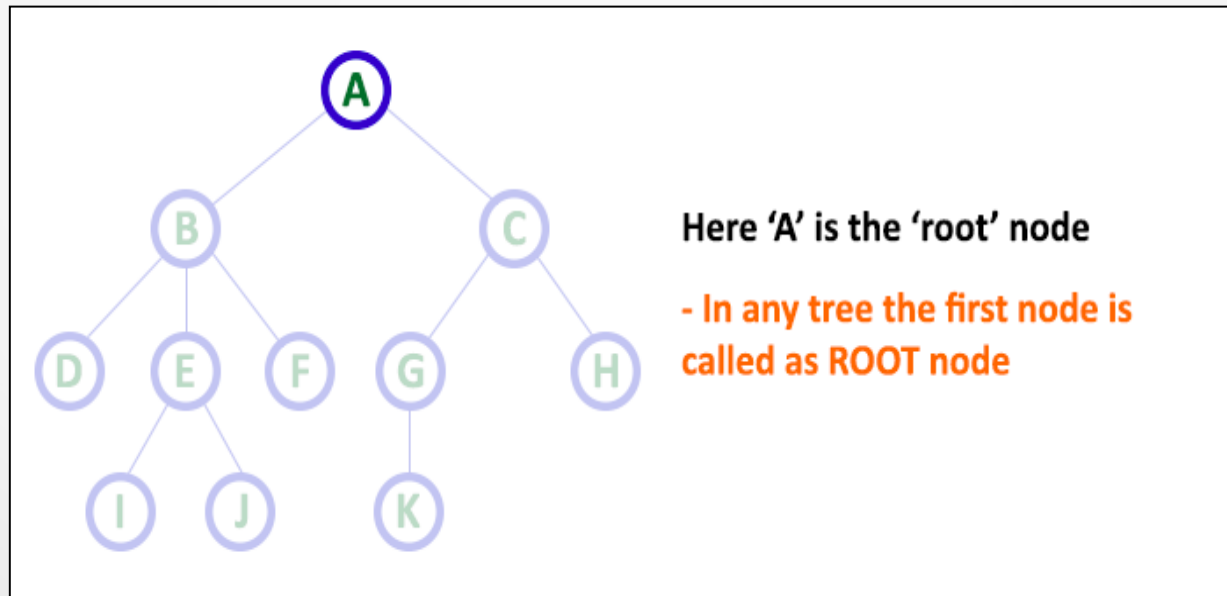 A
B C
Here ‘A’ is the ‘root’ node
- In any tree the first node is
called as ROOT node
D E F G H
I J K